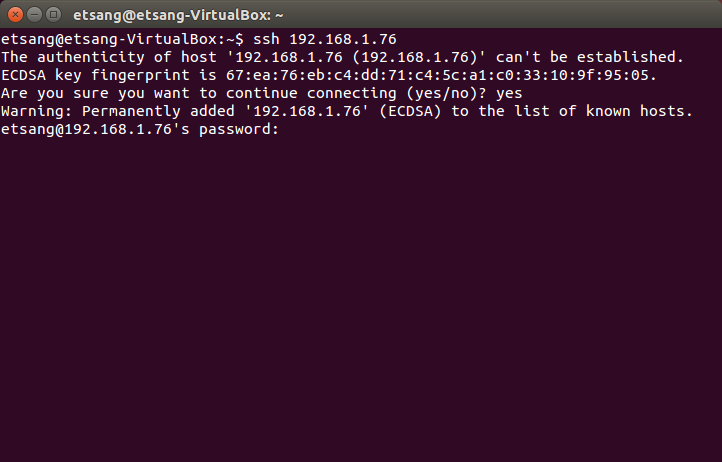 etsang@etsang-VirtualBox: ~
etsang@etsang-VirtualBox:~$ ssh 192.168.1.76
The authenticity of host '192.168.1.76 (192.168.1.76)' can't be established.
ECDSA key fingerprint is 67:ea:76:eb:c4:dd:71:c4:5c:a1:c0:33:10:9f:95:05.
Are you sure you want to continue connecting (yes/no)? yes
Warning: Permanently added '192.168.1.76' (ECDSA) to the list of known hosts.
etsang@192.168.1.76's password: